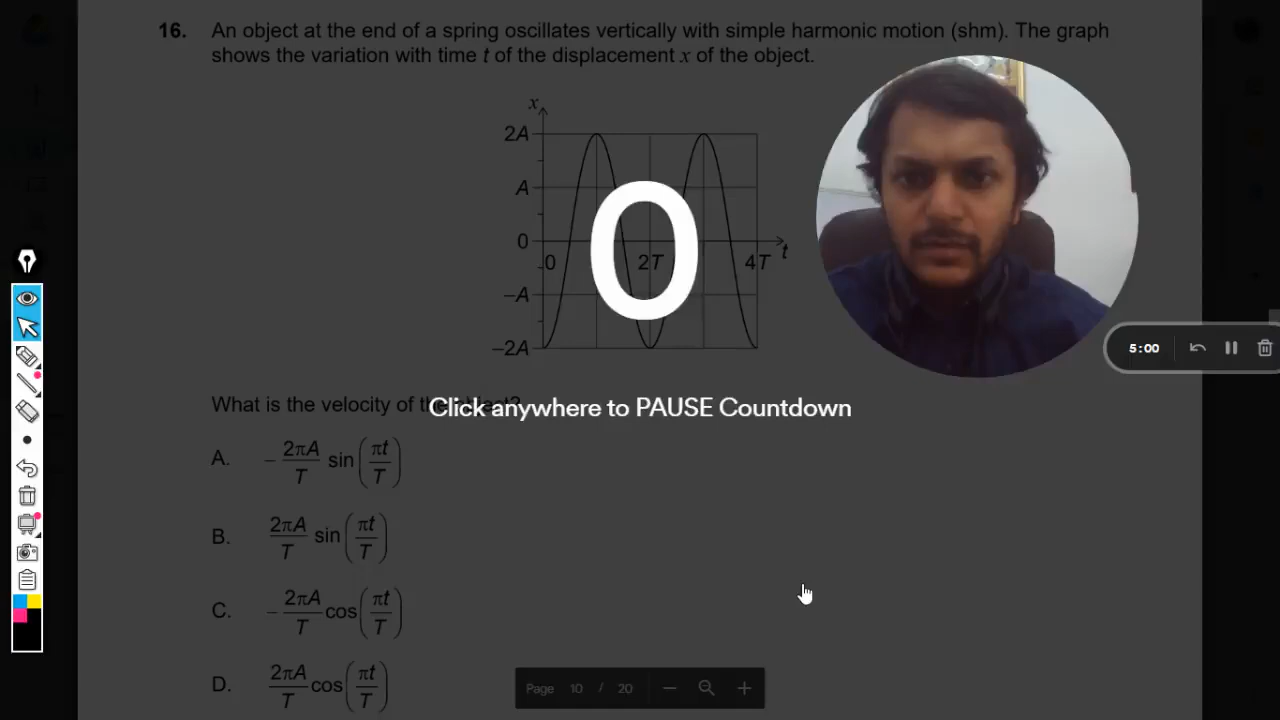 16. An object at the end of a spring oscillates vertically with simple harmonic motion (shm). The graph
shows the variation with time t of the displacement x of the object.
x
2A
A
0
0 2T 4T t
–A
–2A
0
5:00
What is the velocity of the
Click anywhere to PAUSE Countdown
A. – 2πA/T sin(πt/T)
B. 2πA/T sin(πt/T)
C. – 2πA/T cos(πt/T)
D. 2πA/T cos(πt/T)
Page 10 / 20